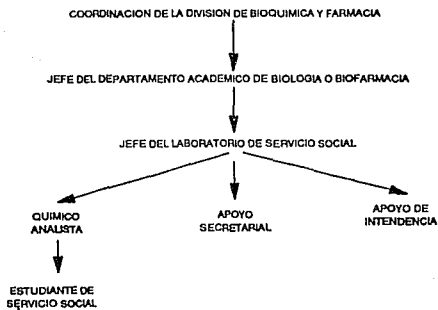 COORDINACION DE LA DIVISION DE BIOQUIMICA Y FARMACIA
JEFE DEL DEPARTAMENTO ACADEMICO DE BIOLOGIA O BIOFARMACIA
JEFE DEL LABORATORIO DE SERVICIO SOCIAL
QUIMICO
ANALISTA
APOYO
SECRETARIAL
APOYO DE
INTENDENCIA
ESTUDIANTE DE
SERVICIO SOCIAL